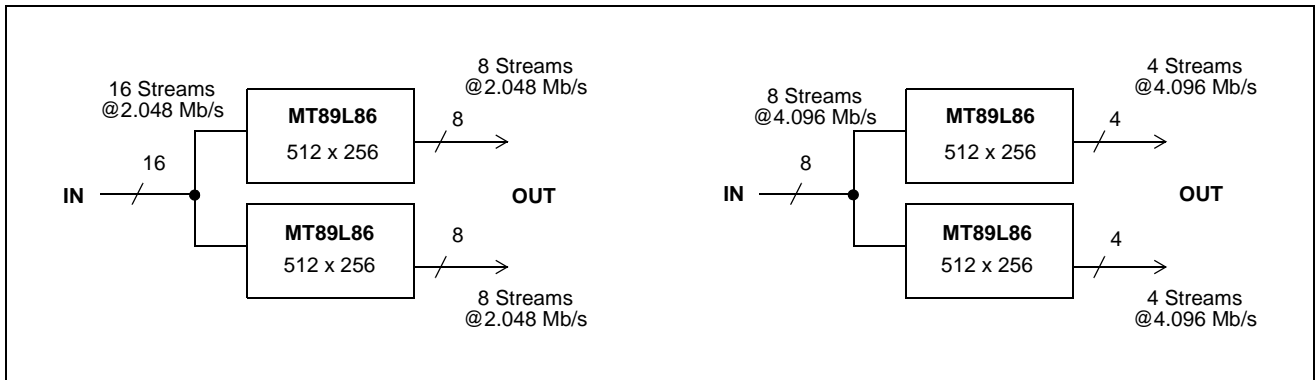 16 Streams
@2.048 Mb/s
8 Streams
@2.048 Mb/s
MT89L86
512 x 256
8
16
IN
OUT
MT89L86
512 x 256
8
8 Streams
@2.048 Mb/s
8 Streams
@4.096 Mb/s
4 Streams
@4.096 Mb/s
MT89L86
512 x 256
4
8
IN
OUT
MT89L86
512 x 256
4
4 Streams
@4.096 Mb/s